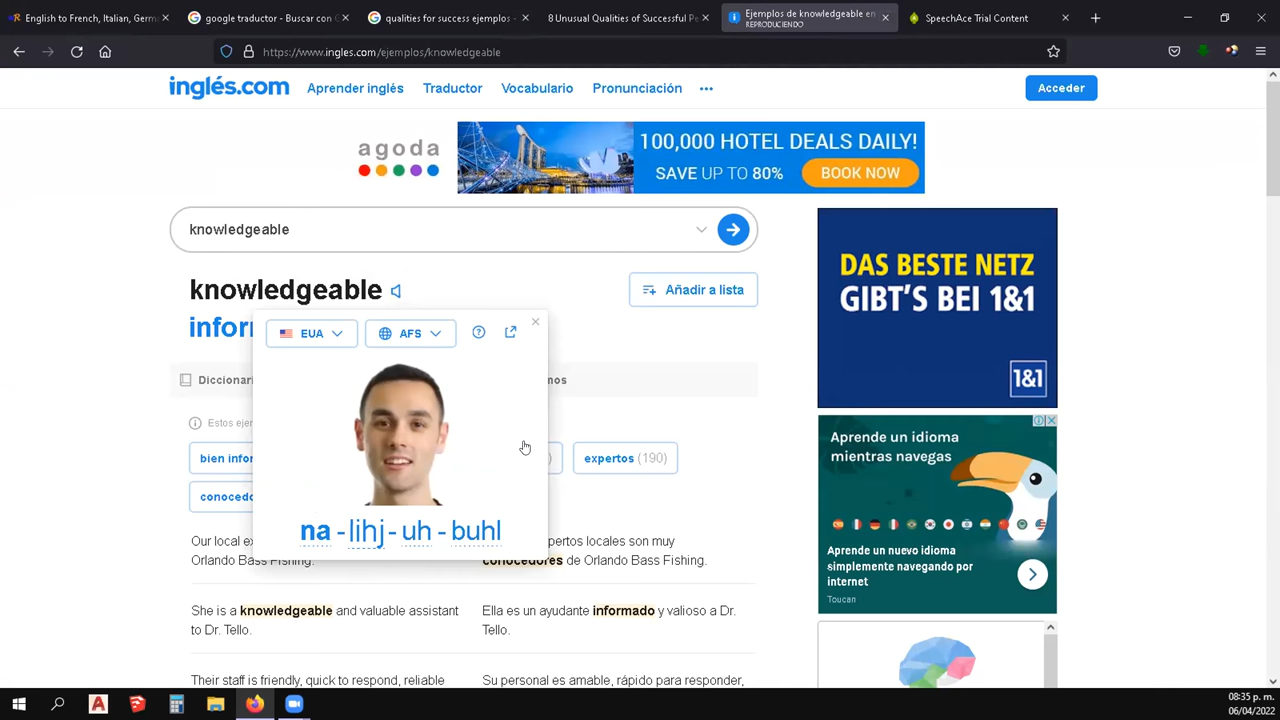 English to French, Italian, Germ
google traductor - Buscar con G
qualities for success ejemplos -
8 Unusual Qualities of Successful Pe
Ejemplos de knowledgeable en
REPRODUCIENDO
SpeechAce Trial Content
https://www.ingles.com/ejemplos/knowledgeable
inglés.com
Aprender inglés
Traductor
Vocabulario
Pronunciación
Acceder
agoda
100,000 HOTEL DEALS DAILY!
SAVE UP TO 80%
BOOK NOW
knowledgeable
knowledgeable
Añadir a lista
infor
EUA
AFS
Diccionari
mos
Estos eje
bien infor
)
expertos (190)
conocedo
na - lihj - uh - buhl
Our local ex
pertos locales son muy
Orlando Bass Fishing.
conocedores de Orlando Bass Fishing.
She is a knowledgeable and valuable assistant
Ella es un ayudante informado y valioso a Dr.
to Dr. Tello.
Tello.
Their staff is friendly, quick to respond, reliable
Su personal es amable, rápido para responder,
DAS BESTE NETZ
GIBT'S BEI 1&1
1&1
Aprende un idioma
mientras navegas
Aprende un nuevo idioma
simplemente navegando por
internet
Toucan
08:35 p. m.
06/04/2022